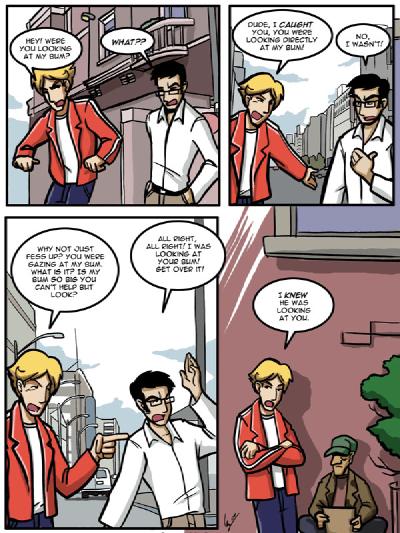 HEY! WERE
YOU LOOKING
AT MY BUM?
WHAT??
DUDE, I CAUGHT
YOU, YOU WERE
LOOKING DIRECTLY
AT MY BUM!
NO,
I WASN'T!
WHY NOT JUST
FESS UP? YOU WERE
GAZING AT MY BUM.
WHAT IS IT? IS MY
BUM SO BIG YOU
CAN'T HELP BUT
LOOK?
ALL RIGHT,
ALL RIGHT! I WAS
LOOKING AT
YOUR BUM!
GET OVER IT!
I KNEW
HE WAS
LOOKING
AT YOU.